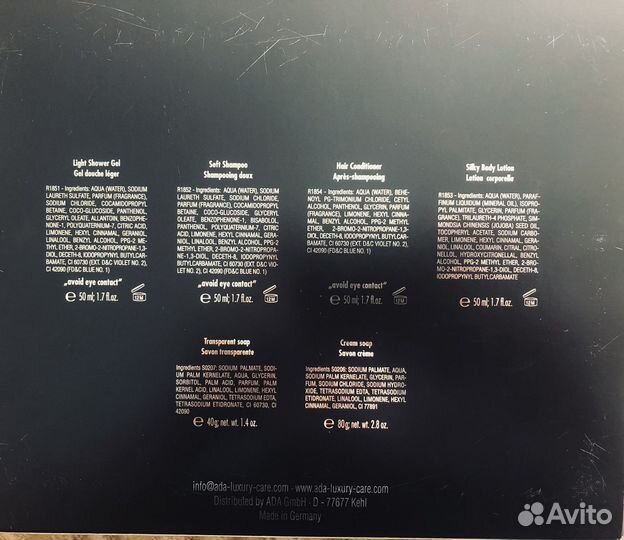 Light Shower Gel
Gel douche léger
R1851 - Ingredients: AQUA (WATER), SODIUM
LAURETH SULFATE, PARFUM (FRAGRANCE),
SODIUM CHLORIDE, COCAMIDOPROPYL
BETAINE, COCO-GLUCOSIDE, PANTHENOL,
GLYCERYL OLEATE, ALLANTOIN, BENZOPHE-
NONE-1, POLYQUATERNIUM-7, CITRIC ACID,
LIMONENE, HEXYL CINNAMAL, GERANIOL,
LINALOOL, BENZYL ALCOHOL, PPG-2 ME-
THYL ETHER, 2-BROMO-2-NITROPROPANE-1,3-
DIOL, DECETH-8, IODOPROPYNYL BUTYLCAR-
BAMATE, CI 60730 (EXT. D&C VIOLET NO. 2),
CI 42090 (FD&C BLUE NO. 1)
„avoid eye contact"
℮ 50 ml; 1.7 fl.oz. 12M
Soft Shampoo
Shampooing doux
R1852 - Ingredients: AQUA (WATER), SODIUM
LAURETH SULFATE, SODIUM CHLORIDE,
PARFUM (FRAGRANCE), COCAMIDOPROPYL
BETAINE, COCO-GLUCOSIDE, GLYCERYL
OLEATE, BENZOPHENONE-1, BISABOLOL,
PANTHENOL, POLYQUATERNIUM-7, CITRIC
ACID, LIMONENE, HEXYL CINNAMAL, GERA-
NIOL, LINALOOL, BENZYL ALCOHOL, PPG-2
METHYL ETHER, 2-BROMO-2-NITROPROPA-
NE-1,3-DIOL, DECETH-8, IODOPROPYNYL
BUTYLCARBAMATE, CI 60730 (EXT. D&C VIO-
LET NO. 2), CI 42090 (FD&C BLUE NO. 1)
„avoid eye contact"
℮ 50 ml; 1.7 fl.oz. 12M
Hair Conditioner
Après-shampooing
R1854 - Ingredients: AQUA (WATER), BEHE-
NOYL PG-TRIMONIUM CHLORIDE, CETYL
ALCOHOL, PANTHENOL, GLYCERIN, PARFUM
(FRAGRANCE), LIMONENE, HEXYL CINNA-
MAL, BENZYL ALCOHOL, PPG-2 METHYL
ETHER, 2-BROMO-2-NITROPROPANE-1,3-
DIOL, DECETH-8, IODOPROPYNYL BUTYLCAR-
BAMATE, CI 60730 (EXT. D&C VIOLET NO. 2),
CI 42090 (FD&C BLUE NO. 1)
„avoid eye contact"
℮ 50 ml; 1.7 fl.oz. 12M
Silky Body Lotion
Lotion corporelle
R1853 - Ingredients: AQUA (WATER), PARAF-
FINUM LIQUIDUM (MINERAL OIL), ISOPRO-
PYL PALMITATE, GLYCERIN, PARFUM (FRA-
GRANCE), TRILAURETH-4 PHOSPHATE, SIM-
MONDSIA CHINENSIS (JOJOBA) SEED OIL,
TOCOPHERYL ACETATE, SODIUM CARBO-
MER, LIMONENE, HEXYL CINNAMAL, GERA-
NIOL, LINALOOL, COUMARIN, CITRAL, CITRO-
NELLOL, HYDROXYCITRONELLAL, BENZYL
ALCOHOL, PPG-2 METHYL ETHER, 2-BRO-
MO-2-NITROPROPANE-1,3-DIOL, DECETH-8,
IODOPROPYNYL BUTYLCARBAMATE
℮ 50 ml; 1.7 fl.oz. 12M
Transparent soap
Savon transparente
Ingredients S0207: SODIUM PALMATE, SODI-
UM PALM KERNELATE, AQUA, GLYCERIN,
SORBITOL, PALM ACID, PARFUM, PALM KER-
NEL ACID, LINALOOL, LIMONENE, HEXYL
CINNAMAL, GERANIOL, TETRASODIUM EDTA,
TETRASODIUM ETIDRONATE, CI 60730, CI
42090
℮ 40g; net. wt. 1.4 oz.
Cream soap
Savon crème
Ingredients S0206: SODIUM PALMATE, AQUA,
SODIUM PALM KERNELATE, GLYCERIN, PAR-
FUM, SODIUM CHLORIDE, SODIUM HYDRO-
XIDE, TETRASODIUM EDTA, TETRASODIUM
ETIDRONATE, LINALOOL, LIMONENE, HEXYL
CINNAMAL, GERANIOL, CI 77891
℮ 80g; net wt. 2.8 oz.
info@ada-luxury-care.com · www.ada-luxury-care.com
Distributed by ADA GmbH · D - 77677 Kehl
Made in Germany
Avito